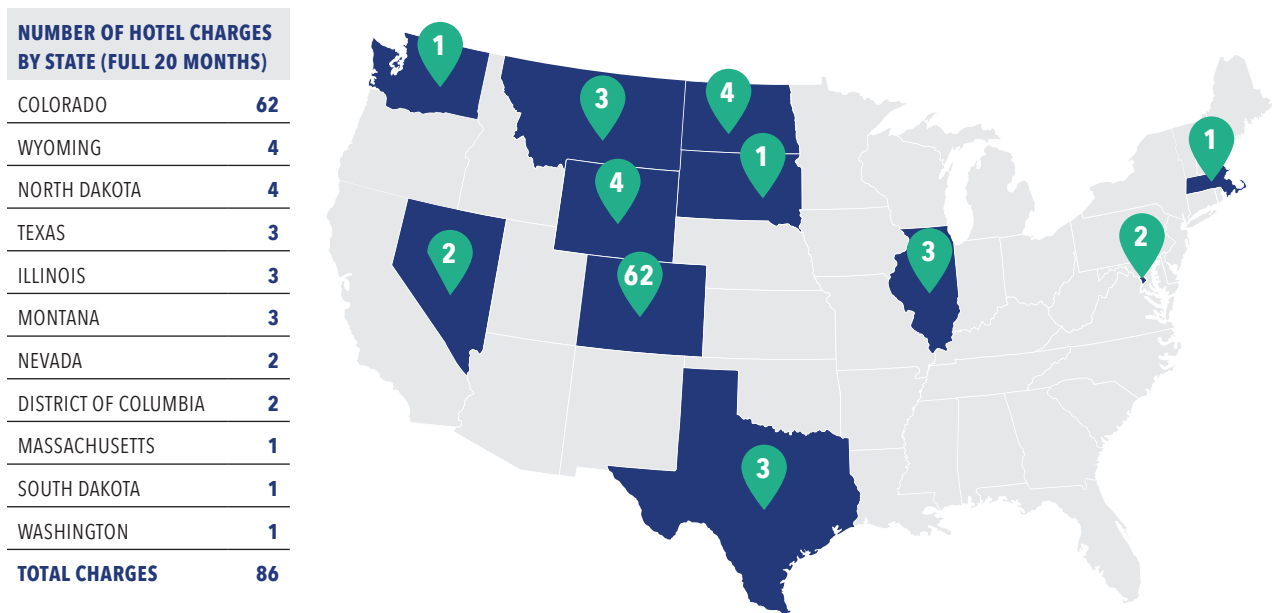 NUMBER OF HOTEL CHARGES
BY STATE (FULL 20 MONTHS)
COLORADO 62
WYOMING 4
NORTH DAKOTA 4
TEXAS 3
ILLINOIS 3
MONTANA 3
NEVADA 2
DISTRICT OF COLUMBIA 2
MASSACHUSETTS 1
SOUTH DAKOTA 1
WASHINGTON 1
TOTAL CHARGES 86
1
3
4
1
1
4
2
2
3
62
3